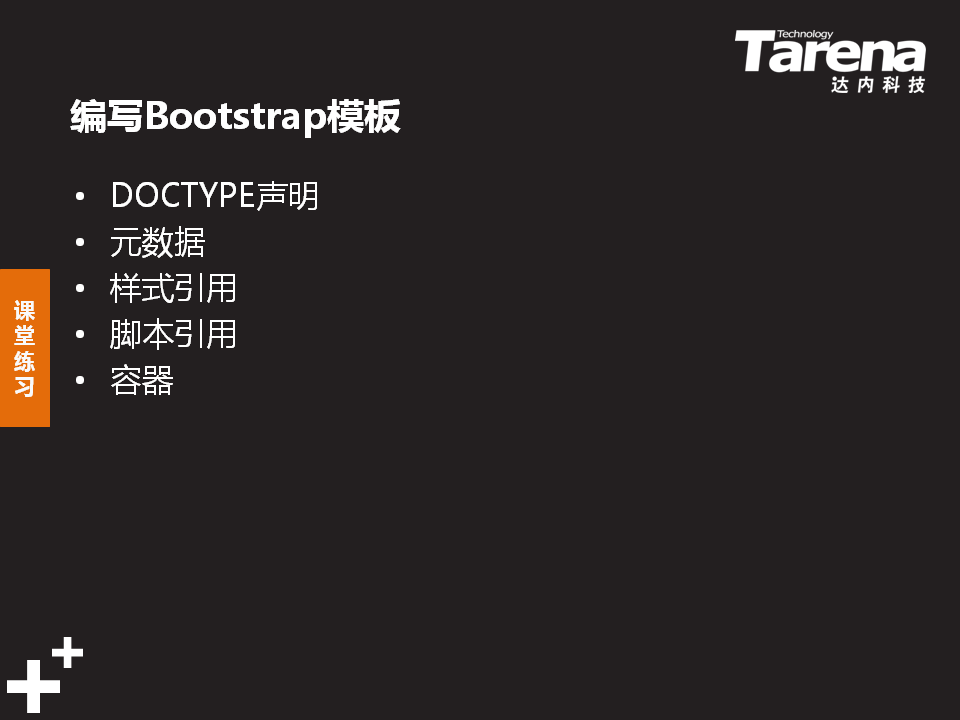 Technology
Tarena
达内科技
编写Bootstrap模板
• DOCTYPE声明
• 元数据
• 样式引用
• 脚本引用
• 容器
课堂练习